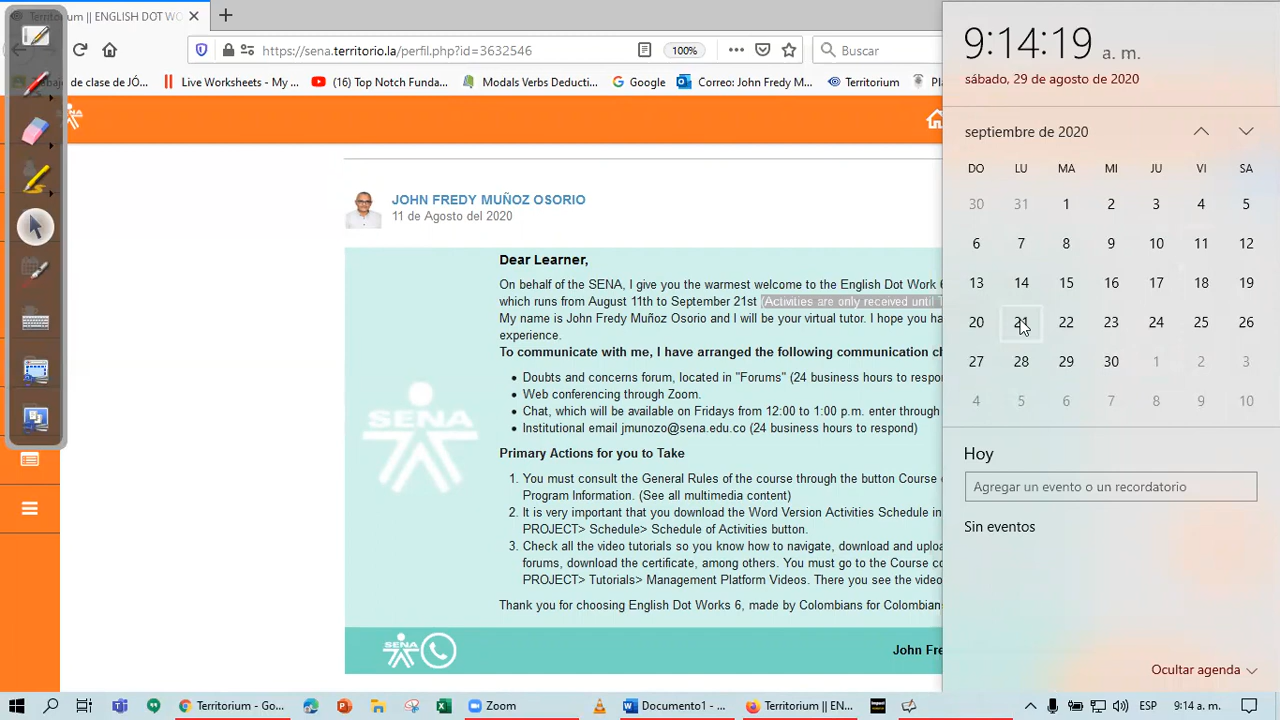 Territorium || ENGLISH DOT WO
https://sena.territorio.la/perfil.php?id=3632546
100%
Buscar
de clase de JÓ...
Live Worksheets - My ...
(16) Top Notch Funda...
Modals Verbs Deducti...
Google
Correo: John Fredy M...
Territorium
JOHN FREDY MUÑOZ OSORIO
11 de Agosto del 2020
Dear Learner,
On behalf of the SENA, I give you the warmest welcome to the English Dot Work 6
which runs from August 11th to September 21st (Activities are only received until
My name is John Fredy Muñoz Osorio and I will be your virtual tutor. I hope you
experience.
To communicate with me, I have arranged the following communication
Doubts and concerns forum, located in "Forums" (24 business hours to
Web conferencing through Zoom.
Chat, which will be available on Fridays from 12:00 to 1:00 p.m. enter through
Institutional email jmunozo@sena.edu.co (24 business hours to respond)
Primary Actions for you to Take
1. You must consult the General Rules of the course through the button Course
Program Information. (See all multimedia content)
2. It is very important that you download the Word Version Activities Schedule in
PROJECT> Schedule> Schedule of Activities button.
3. Check all the video tutorials so you know how to navigate, download and
forums, download the certificate, among others. You must go to the Course
PROJECT> Tutorials> Management Platform Videos. There you see the
Thank you for choosing English Dot Works 6, made by Colombians for
SENA
SENA
John
9:14:19 a. m.
sábado, 29 de agosto de 2020
septiembre de 2020
DO LU MA MI JU VI SA
30 31 1 2 3 4 5
6 7 8 9 10 11 12
13 14 15 16 17 18 19
20 21 22 23 24 25 26
27 28 29 30 1 2 3
4 5 6 7 8 9 10
Hoy
Agregar un evento o un recordatorio
Sin eventos
Ocultar agenda
Territorium - Go...
Zoom
Documento1 - ...
Territorium || EN...
ESP
9:14 a. m.